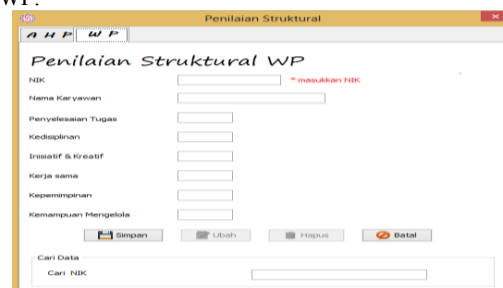 WP.
Penilaian Struktural
A H P W P
Penilaian Struktural WP
NIK * masukkan NIK
Nama Karyawan
Penyelesaian Tugas
Kedisiplinan
Inisiatif & Kreatif
Kerja sama
Kepemimpinan
Kemampuan Mengelola
Simpan Ubah Hapus Batal
Cari Data
Cari NIK